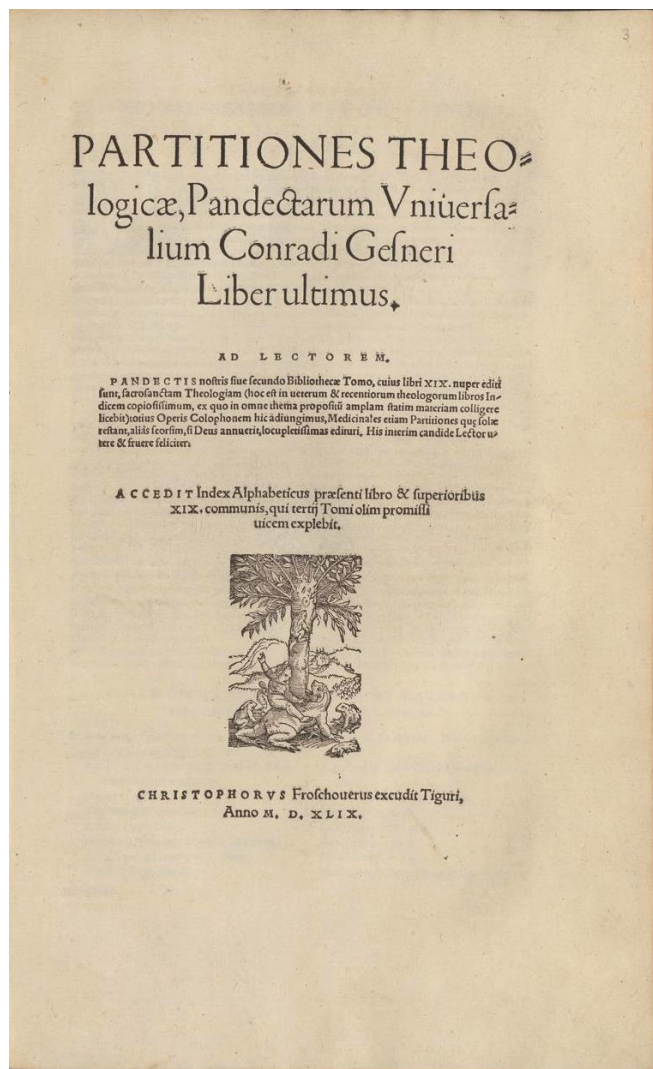 3
PARTITIONES THEO⸗
logicæ, Pandectarum Vniuerſa⸗
lium Conradi Geſneri
Liber ultimus.
AD LECTOREM.
PANDECTIS noſtris ſiue ſecundo Bibliothecæ Tomo, cuius libri XIX. nuper editi
ſunt, ſacroſanctam Theologiam (hoc eſt in ueterum & recentiorum theologorum libros In⸗
dicem copioſiſſimum, ex quo in omne thema propoſitũ amplam ſtatim materiam colligere
licebit) totius Operis Colophonem hîc adiungimus, Medicinales etiam Partitiones quę ſolæ
reſtant, aliâs ſeorſim, ſi Deus annuerit, locupletiſſimas edituri. His interim candide Lector u⸗
tere & fruere feliciter.
ACCEDIT Index Alphabeticus præſenti libro & ſuperioribus
XIX. communis, qui tertij Tomi olim promiſſi
uicem explebit.
CHRISTOPHORVS Froſchouerus excudit Tiguri,
Anno M. D. XLIX.